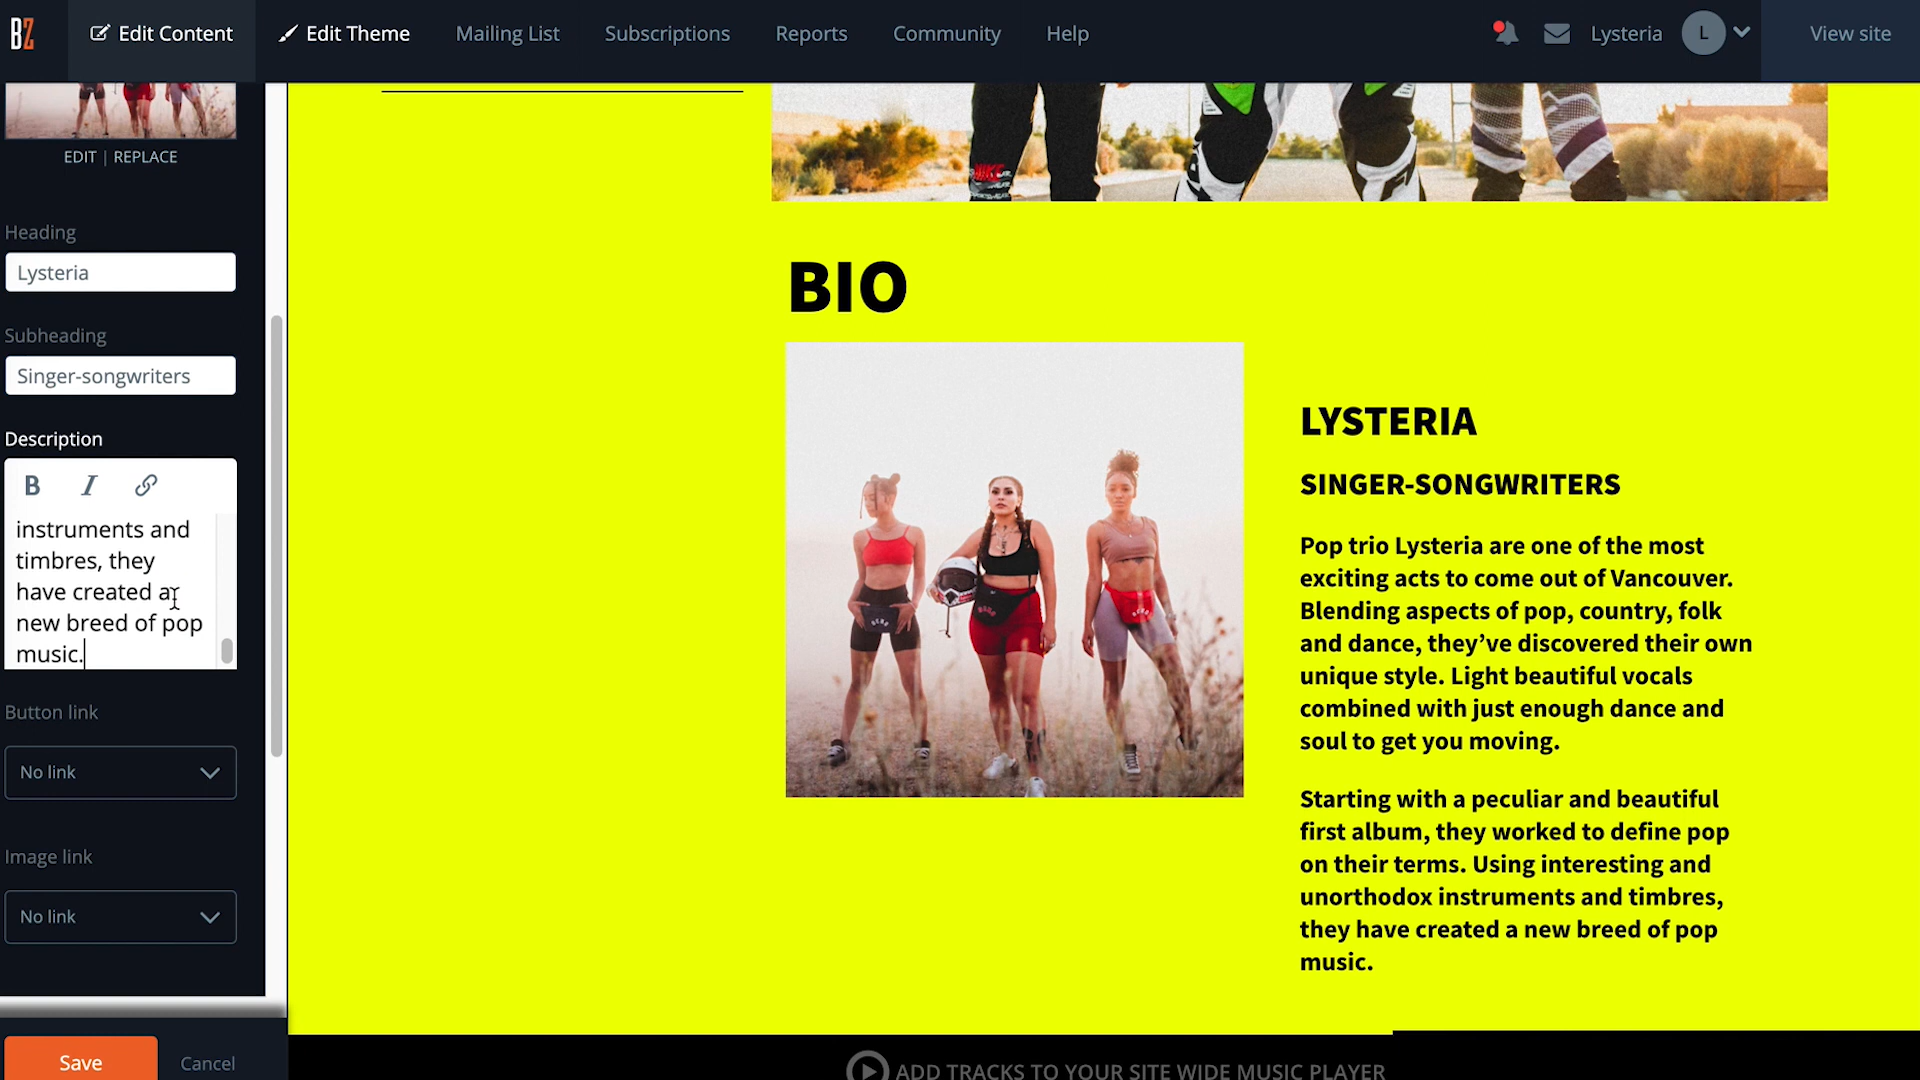 BZ
Edit Content
Edit Theme
Mailing List
Subscriptions
Reports
Community
Help
Lysteria
L
View site
EDIT | REPLACE
Heading
Lysteria
Subheading
Singer-songwriters
Description
B I
instruments and
timbres, they
have created a
new breed of pop
music.
Button link
No link
Image link
No link
Save
Cancel
BIO
LYSTERIA
SINGER-SONGWRITERS
Pop trio Lysteria are one of the most
exciting acts to come out of Vancouver.
Blending aspects of pop, country, folk
and dance, they’ve discovered their own
unique style. Light beautiful vocals
combined with just enough dance and
soul to get you moving.
Starting with a peculiar and beautiful
first album, they worked to define pop
on their terms. Using interesting and
unorthodox instruments and timbres,
they have created a new breed of pop
music.
ADD TRACKS TO YOUR SITE WIDE MUSIC PLAYER